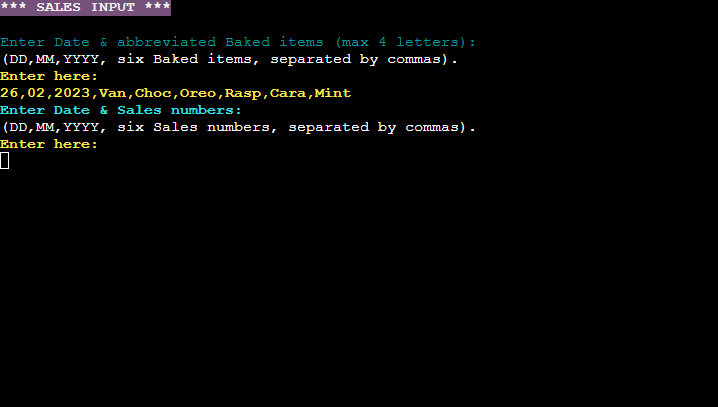 *** SALES INPUT ***
Enter Date & abbreviated Baked items (max 4 letters):
(DD,MM,YYYY, six Baked items, separated by commas).
Enter here:
26,02,2023,Van,Choc,Oreo,Rasp,Cara,Mint
Enter Date & Sales numbers:
(DD,MM,YYYY, six Sales numbers, separated by commas).
Enter here: